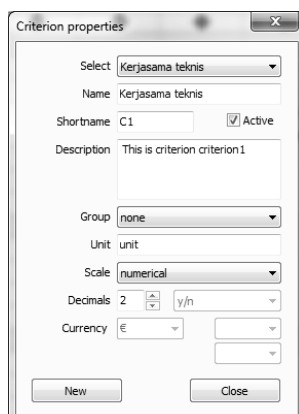 Criterion properties
Select Kerjasama teknis
Name Kerjasama teknis
Shortname C1 Active
Description This is criterion criterion1
Group none
Unit unit
Scale numerical
Decimals 2 y/n
Currency €
New Close